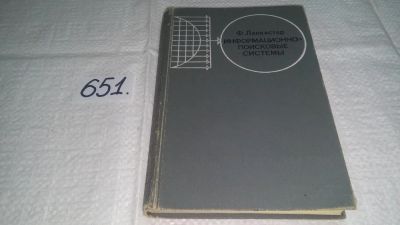 651.
Ф. Ланкастер
ИНФОРМАЦИОННО-
ПОИСКОВЫЕ
СИСТЕМЫ